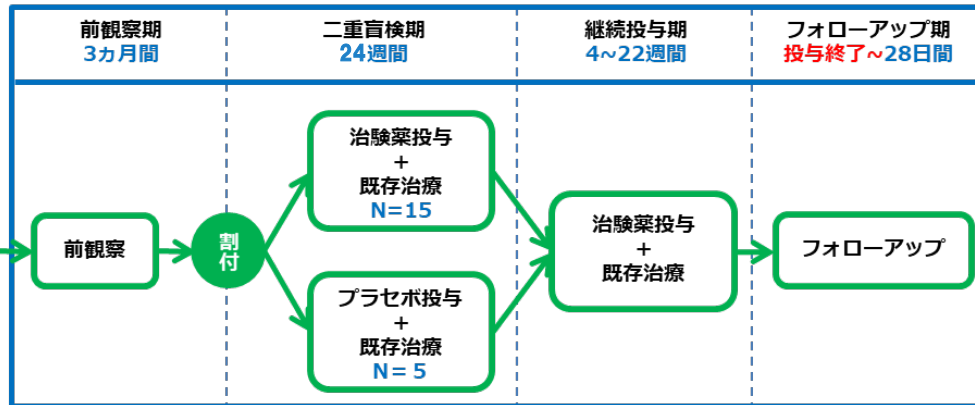 前観察期
3ヵ月間
二重盲検期
24週間
継続投与期
4~22週間
フォローアップ期
投与終了~28日間
前観察
割付
治験薬投与
+
既存治療
N=15
プラセボ投与
+
既存治療
N= 5
治験薬投与
+
既存治療
フォローアップ